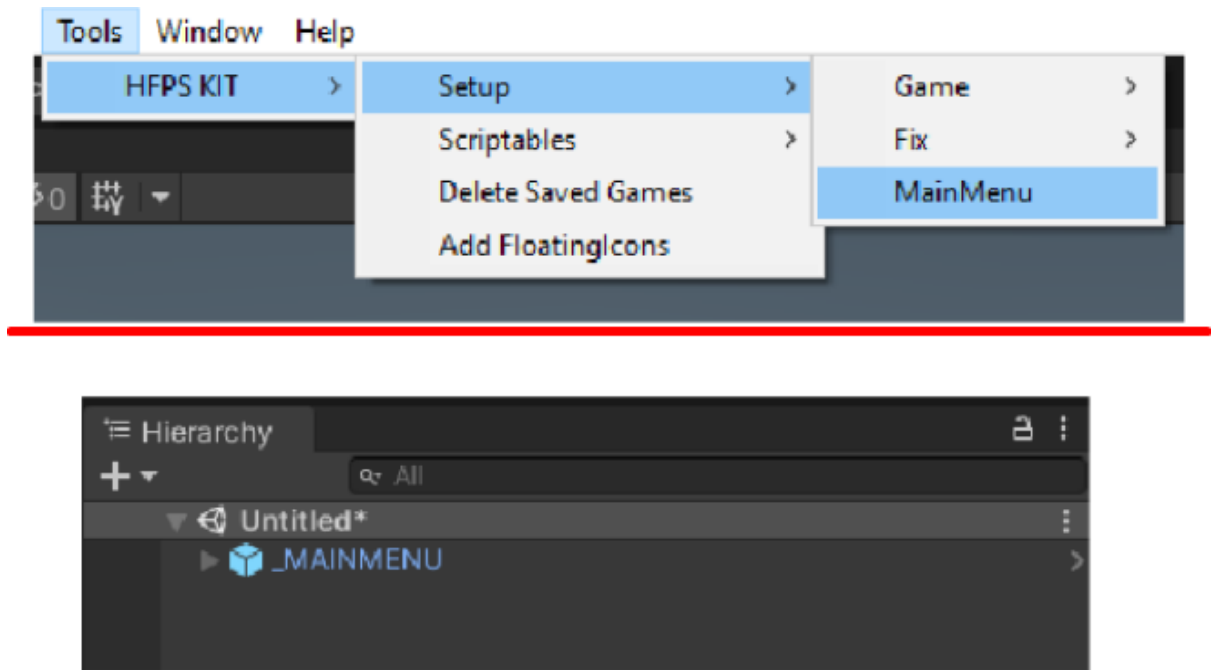 Tools Window Help
HFPS KIT > Setup > Game >
Scriptables > Fix >
0 Delete Saved Games MainMenu
Add FloatingIcons
Hierarchy
All
Untitled*
_MAINMENU